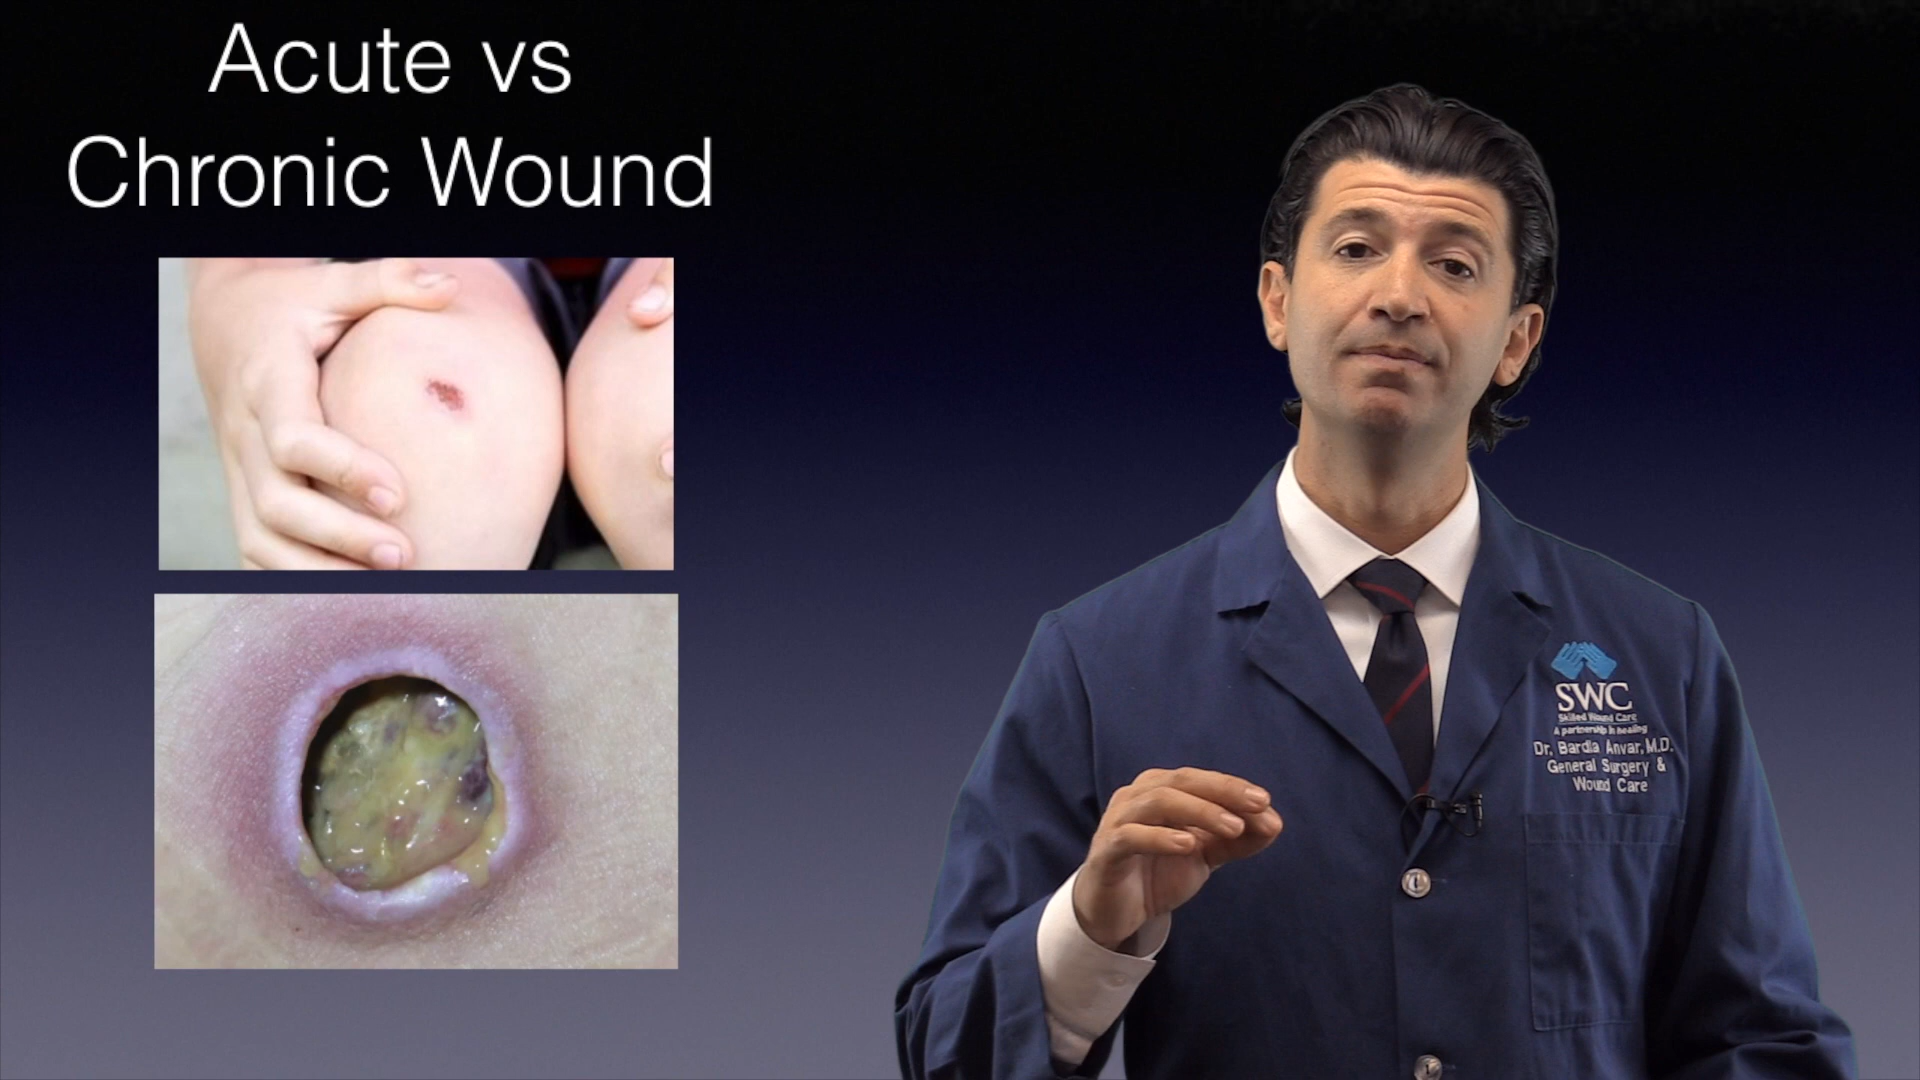 Acute vs
Chronic Wound
SWC
Skilled Wound Care
A partnership in healing
Dr. Bardia Anvar, M.D.
General Surgery &
Wound Care